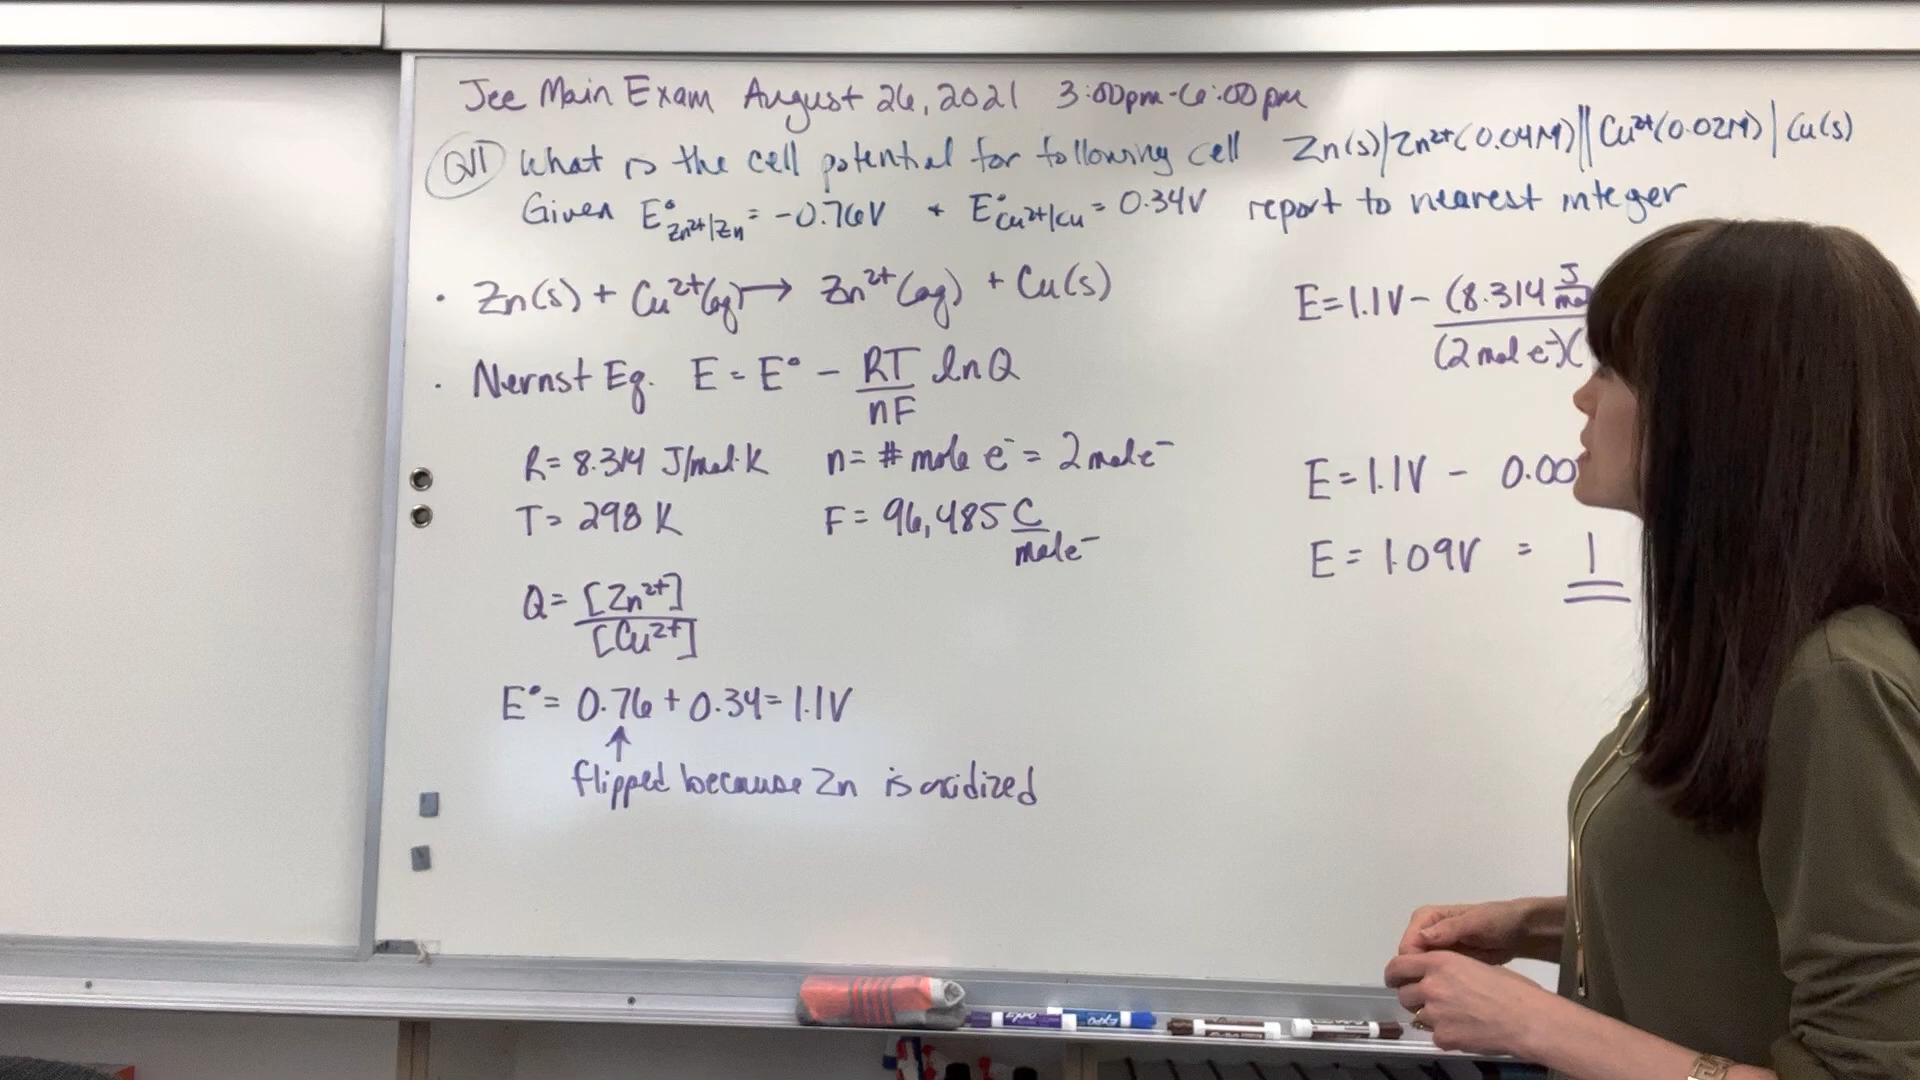 Jee Main Exam August 26, 2021 3:00pm-6:00pm
Q11 What is the cell potential for following cell Zn(s)|Zn²⁺(0.04M)||Cu²⁺(0.02M)|Cu(s)
Given E°Zn²⁺/Zn = -0.76V + E°Cu²⁺/Cu = 0.34V report to nearest integer
· Zn(s) + Cu²⁺(aq) → Zn²⁺(aq) + Cu(s)
· Nernst Eq. E = E° - RT/nF lnQ
R = 8.314 J/mol·K n = # mole e⁻ = 2 mol e⁻
T = 298 K F = 96,485 C/mole⁻
Q = [Zn²⁺]/[Cu²⁺]
E° = 0.76 + 0.34 = 1.1V
↑
flipped because Zn is oxidized
E = 1.1V - (8.314 J/mo
(2 mol e⁻)(
E = 1.1V - 0.00
E = 1.09V = 1
Expo
expo